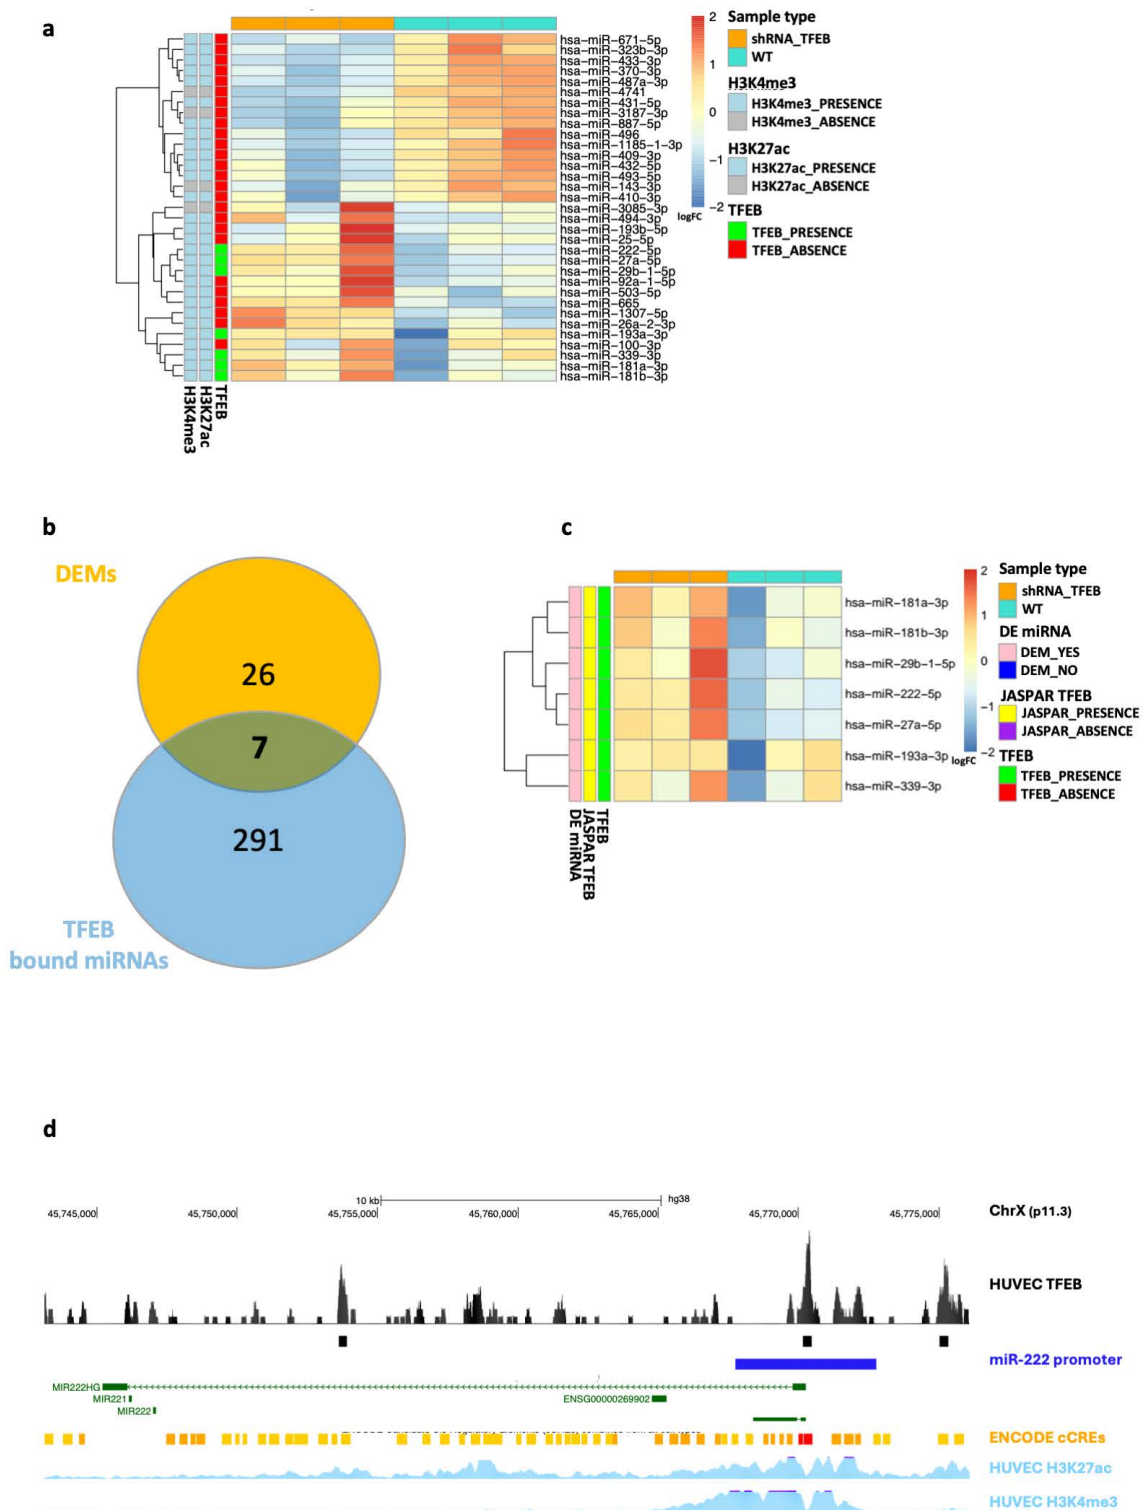 a
2
1
0
−1
−2
logFC
Sample type
shRNA_TFEB
WT
H3K4me3
H3K4me3_PRESENCE
H3K4me3_ABSENCE
H3K27ac
H3K27ac_PRESENCE
H3K27ac_ABSENCE
TFEB
TFEB_PRESENCE
TFEB_ABSENCE
hsa−miR−671−5p
hsa−miR−323b−3p
hsa−miR−433−3p
hsa−miR−370−3p
hsa−miR−487a−3p
hsa−miR−4741
hsa−miR−431−5p
hsa−miR−3187−3p
hsa−miR−887−5p
hsa−miR−496
hsa−miR−1185−1−3p
hsa−miR−409−3p
hsa−miR−432−5p
hsa−miR−493−5p
hsa−miR−143−3p
hsa−miR−410−3p
hsa−miR−3085−3p
hsa−miR−494−3p
hsa−miR−193b−5p
hsa−miR−25−5p
hsa−miR−222−5p
hsa−miR−27a−5p
hsa−miR−29b−1−5p
hsa−miR−92a−1−5p
hsa−miR−503−5p
hsa−miR−665
hsa−miR−1307−5p
hsa−miR−26a−2−3p
hsa−miR−193a−3p
hsa−miR−100−3p
hsa−miR−339−3p
hsa−miR−181a−3p
hsa−miR−181b−3p
H3K4me3
H3K27ac
TFEB
b
DEMs
26
7
291
TFEB
bound miRNAs
c
hsa−miR−181a−3p
hsa−miR−181b−3p
hsa−miR−29b−1−5p
hsa−miR−222−5p
hsa−miR−27a−5p
hsa−miR−193a−3p
hsa−miR−339−3p
DE miRNA
JASPAR TFEB
TFEB
2
1
0
−1
−2
logFC
Sample type
shRNA_TFEB
WT
DE miRNA
DEM_YES
DEM_NO
JASPAR TFEB
JASPAR_PRESENCE
JASPAR_ABSENCE
TFEB
TFEB_PRESENCE
TFEB_ABSENCE
d
10 kb
hg38
45,745,000
45,750,000
45,755,000
45,760,000
45,765,000
45,770,000
45,775,000
ChrX (p11.3)
HUVEC TFEB
miR-222 promoter
MIR222HG
MIR221
MIR222
ENSG00000269902
ENCODE cCREs
HUVEC H3K27ac
HUVEC H3K4me3